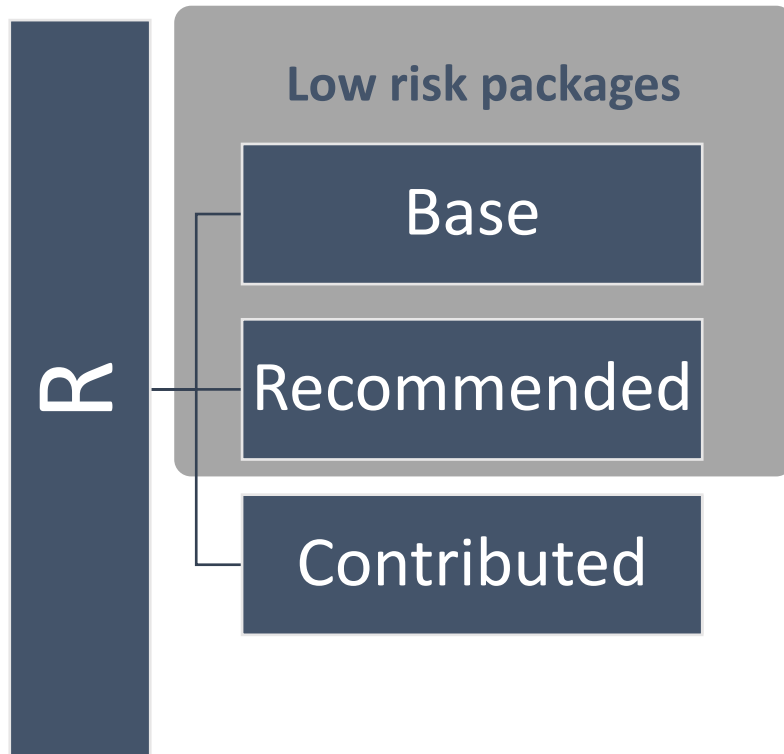 R
Low risk packages
Base
Recommended
Contributed